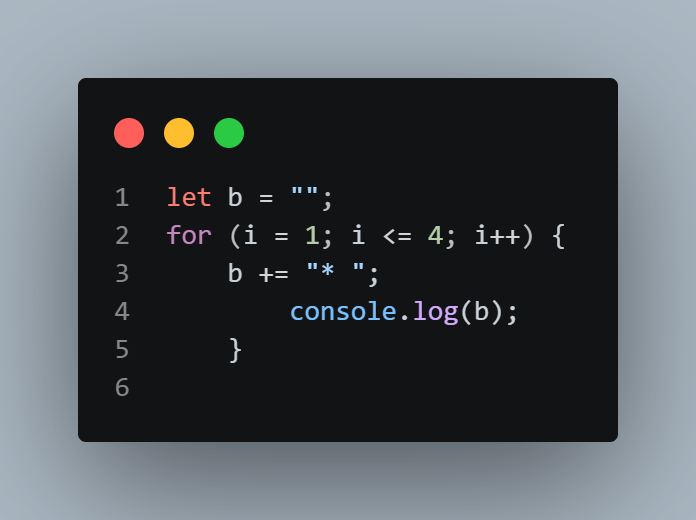 1 let b = "";
2 for (i = 1; i <= 4; i++) {
3     b += "* ";
4         console.log(b);
5     }
6